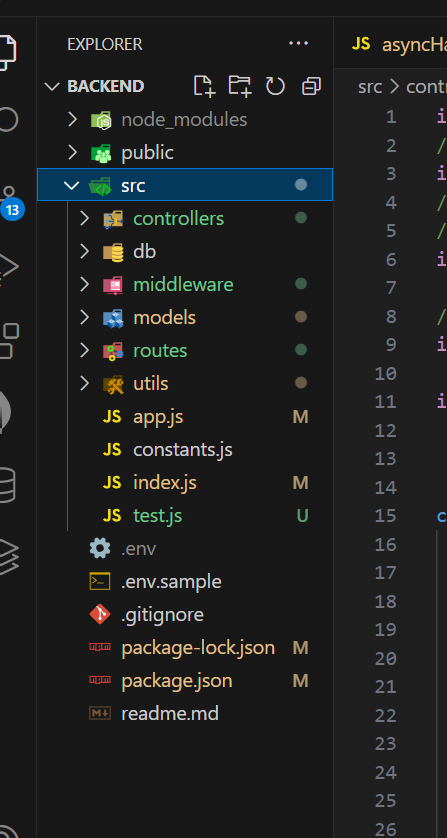 EXPLORER
JS asyncHa
BACKEND
src > contr
node_modules
public
src
13
controllers
db
middleware
models
routes
utils
JS app.js M
JS constants.js
JS index.js M
JS test.js U
.env
.env.sample
.gitignore
package-lock.json M
package.json M
readme.md
1 i
2 /
3 i
4 /
5 /
6 i
7
8 /
9 i
10
11 i
12
13
14
15 c
16
17
18
19
20
21
22
23
24
25
26